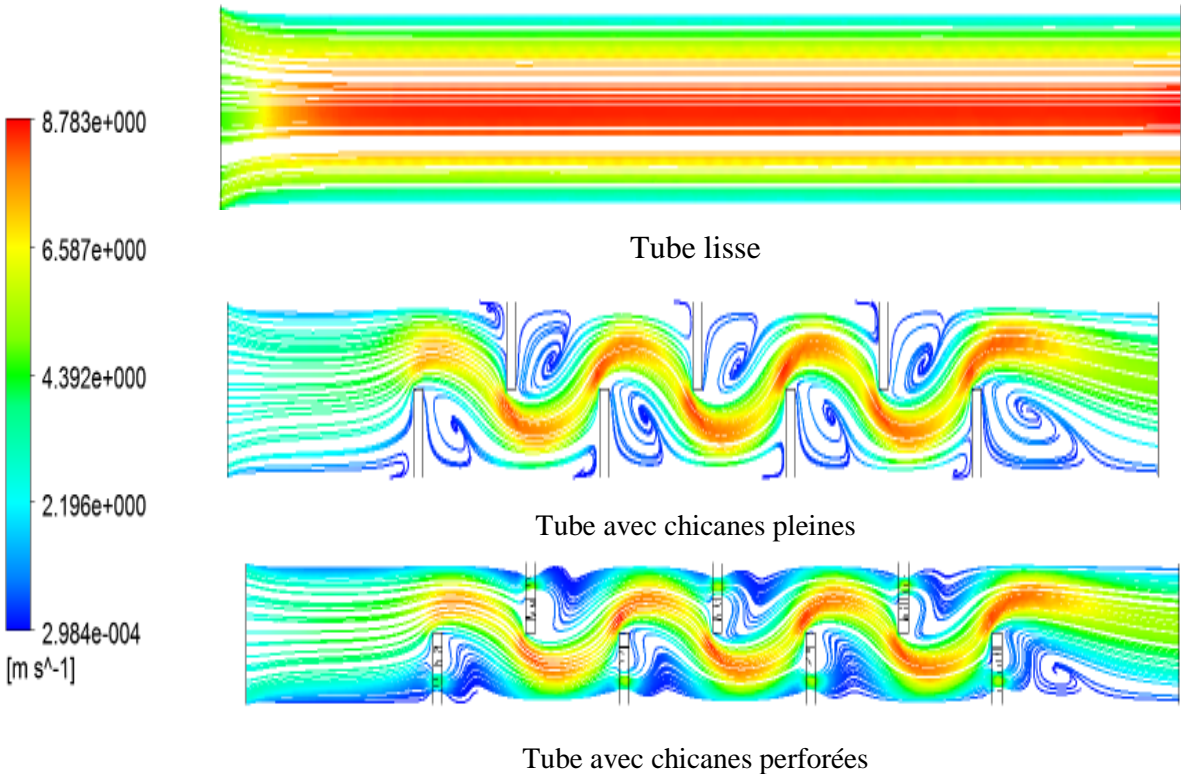 8.783e+000
6.587e+000
4.392e+000
2.196e+000
2.984e-004
[m s^-1]
Tube lisse
Tube avec chicanes pleines
Tube avec chicanes perforées